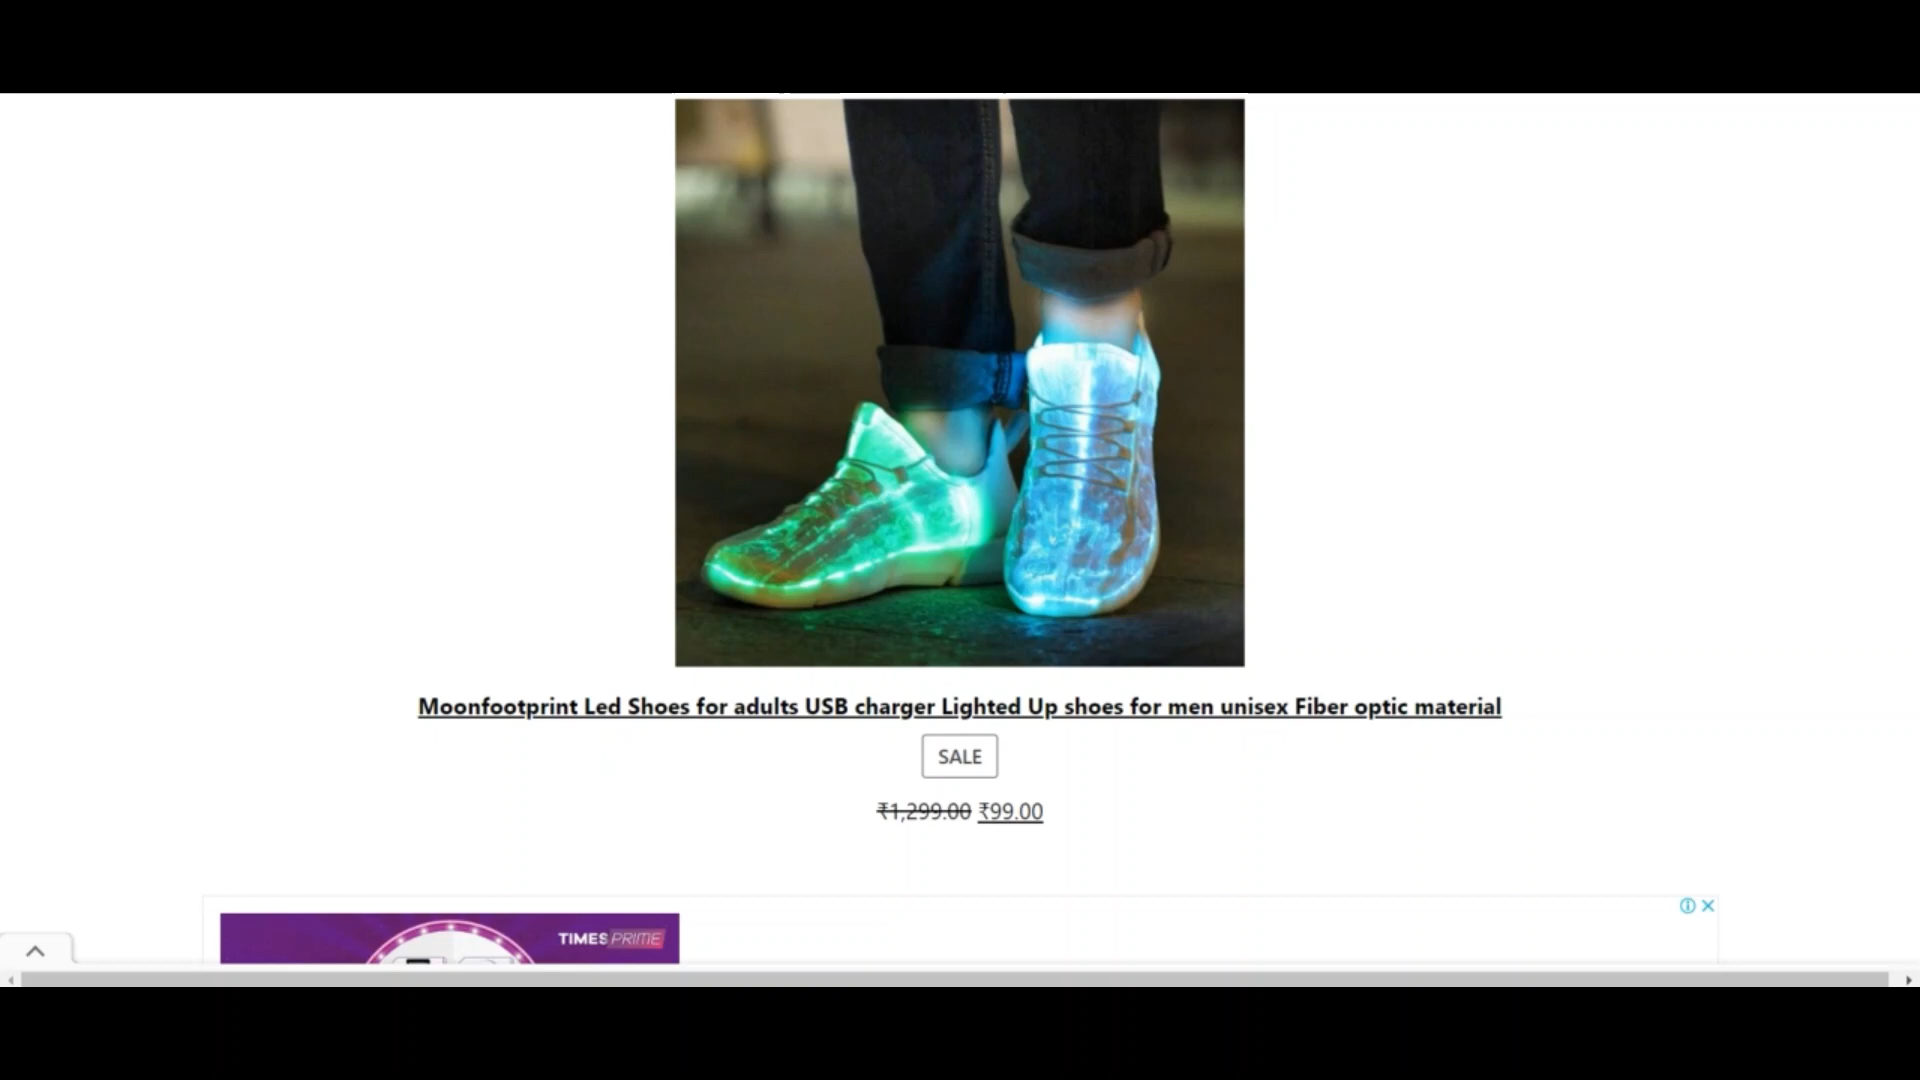 Moonfootprint Led Shoes for adults USB charger Lighted Up shoes for men unisex Fiber optic material
SALE
₹1,299.00 ₹99.00
TIMES PRIME